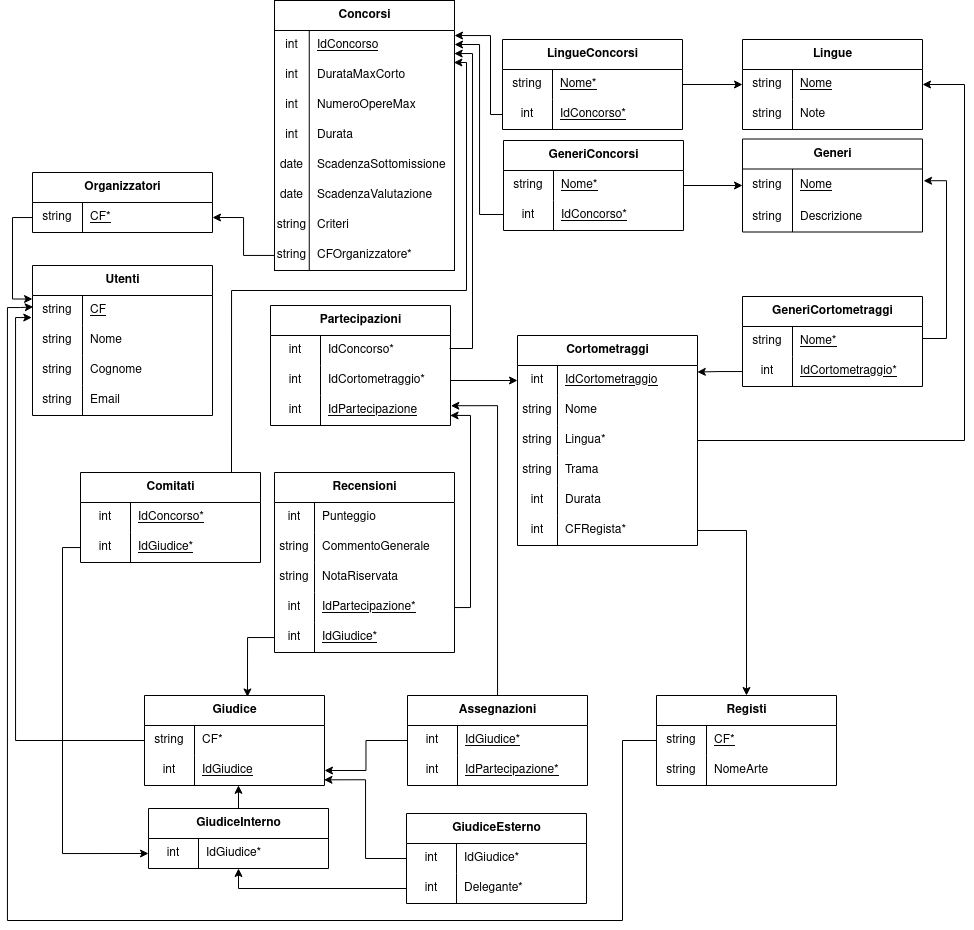 Concorsi
int IdConcorso
int DurataMaxCorto
int NumeroOpereMax
int Durata
date ScadenzaSottomissione
date ScadenzaValutazione
string Criteri
string CFOrganizzatore*
LingueConcorsi
string Nome*
int IdConcorso*
Lingue
string Nome
string Note
GeneriConcorsi
string Nome*
int IdConcorso*
Generi
string Nome
string Descrizione
Organizzatori
string CF*
Utenti
string CF
string Nome
string Cognome
string Email
Partecipazioni
int IdConcorso*
int IdCortometraggio*
int IdPartecipazione
Cortometraggi
int IdCortometraggio
string Nome
string Lingua*
string Trama
int Durata
int CFRegista*
GeneriCortometraggi
string Nome*
int IdCortometraggio*
Comitati
int IdConcorso*
int IdGiudice*
Recensioni
int Punteggio
string CommentoGenerale
string NotaRiservata
int IdPartecipazione*
int IdGiudice*
Giudice
string CF*
int IdGiudice
Assegnazioni
int IdGiudice*
int IdPartecipazione*
Registi
string CF*
string NomeArte
GiudiceInterno
int IdGiudice*
GiudiceEsterno
int IdGiudice*
int Delegante*